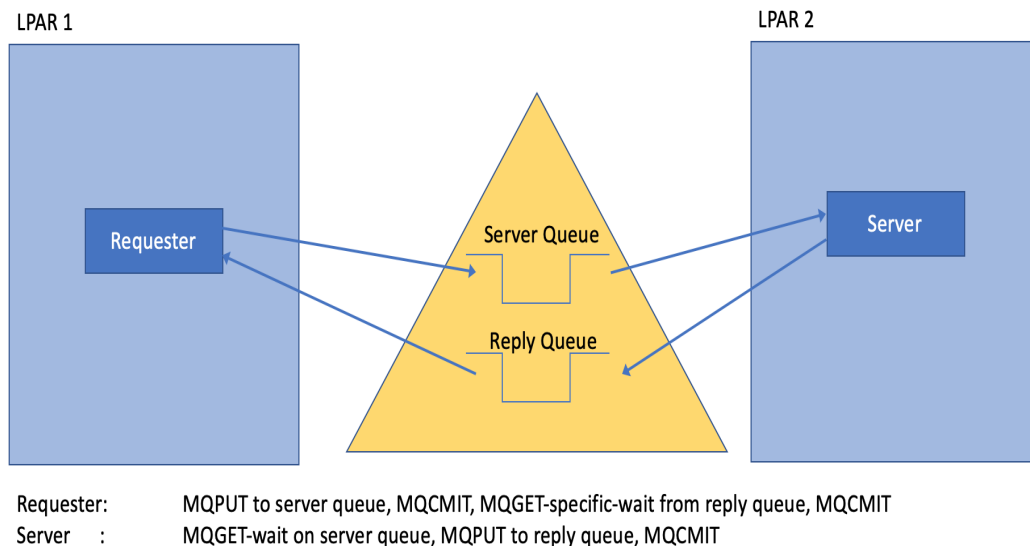 LPAR 1
LPAR 2
Requester
Server Queue
Server
Reply Queue
Requester: MQPUT to server queue, MQCMIT, MQGET-specific-wait from reply queue, MQCMIT
Server : MQGET-wait on server queue, MQPUT to reply queue, MQCMIT